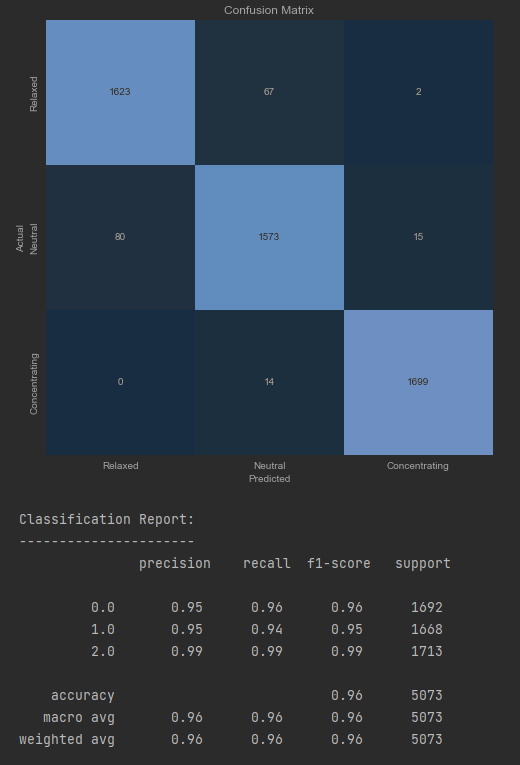 Confusion Matrix
Relaxed
1623 67 2
Actual
Neutral
80 1573 15
Concentrating
0 14 1699
Relaxed Neutral Concentrating
Predicted
Classification Report:
----------------------
precision recall f1-score support
0.0 0.95 0.96 0.96 1692
1.0 0.95 0.94 0.95 1668
2.0 0.99 0.99 0.99 1713
accuracy 0.96 5073
macro avg 0.96 0.96 0.96 5073
weighted avg 0.96 0.96 0.96 5073